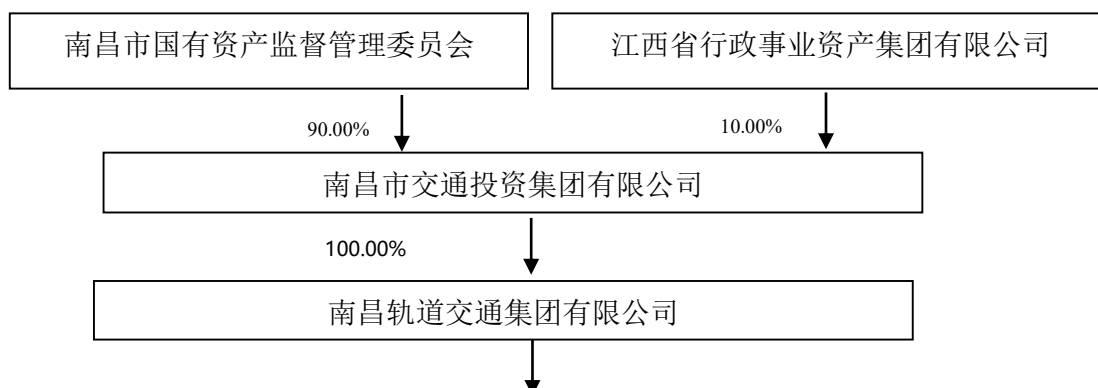 南昌市国有资产监督管理委员会
江西省行政事业资产集团有限公司
90.00%
10.00%
南昌市交通投资集团有限公司
100.00%
南昌轨道交通集团有限公司